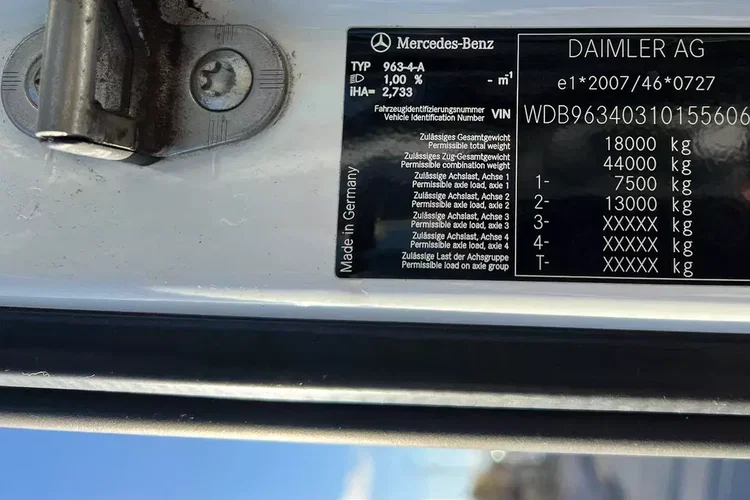 Mercedes-Benz
TYP 963-4-A
1,00 % - m⁻¹
iHA= 2,733
Fahrzeugidentifizierungsnummer
Vehicle Identification Number VIN
Zulässiges Gesamtgewicht
Permissible total weight
Zulässiges Zug-Gesamtgewicht
Permissible combination weight
Zulässige Achslast, Achse 1
Permissible axle load, axle 1
Zulässige Achslast, Achse 2
Permissible axle load, axle 2
Zulässige Achslast, Achse 3
Permissible axle load, axle 3
Zulässige Achslast, Achse 4
Permissible axle load, axle 4
Zulässige Last der Achsgruppe
Permissible load on axle group
Made in Germany
DAIMLER AG
e1*2007/46*0727
WDB96340310155606
18000 kg
44000 kg
1- 7500 kg
2- 13000 kg
3- XXXXX kg
4- XXXXX kg
T- XXXXX kg